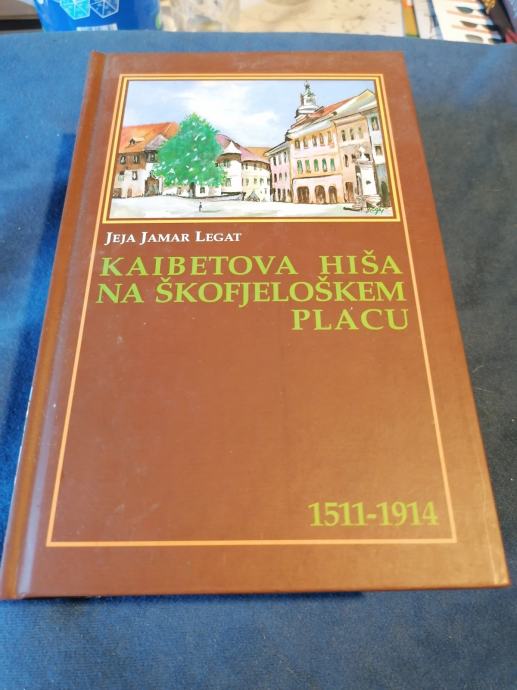 JEJA JAMAR LEGAT
KAIBETOVA HIŠA
NA ŠKOFJELOŠKEM
PLACU
1511-1914